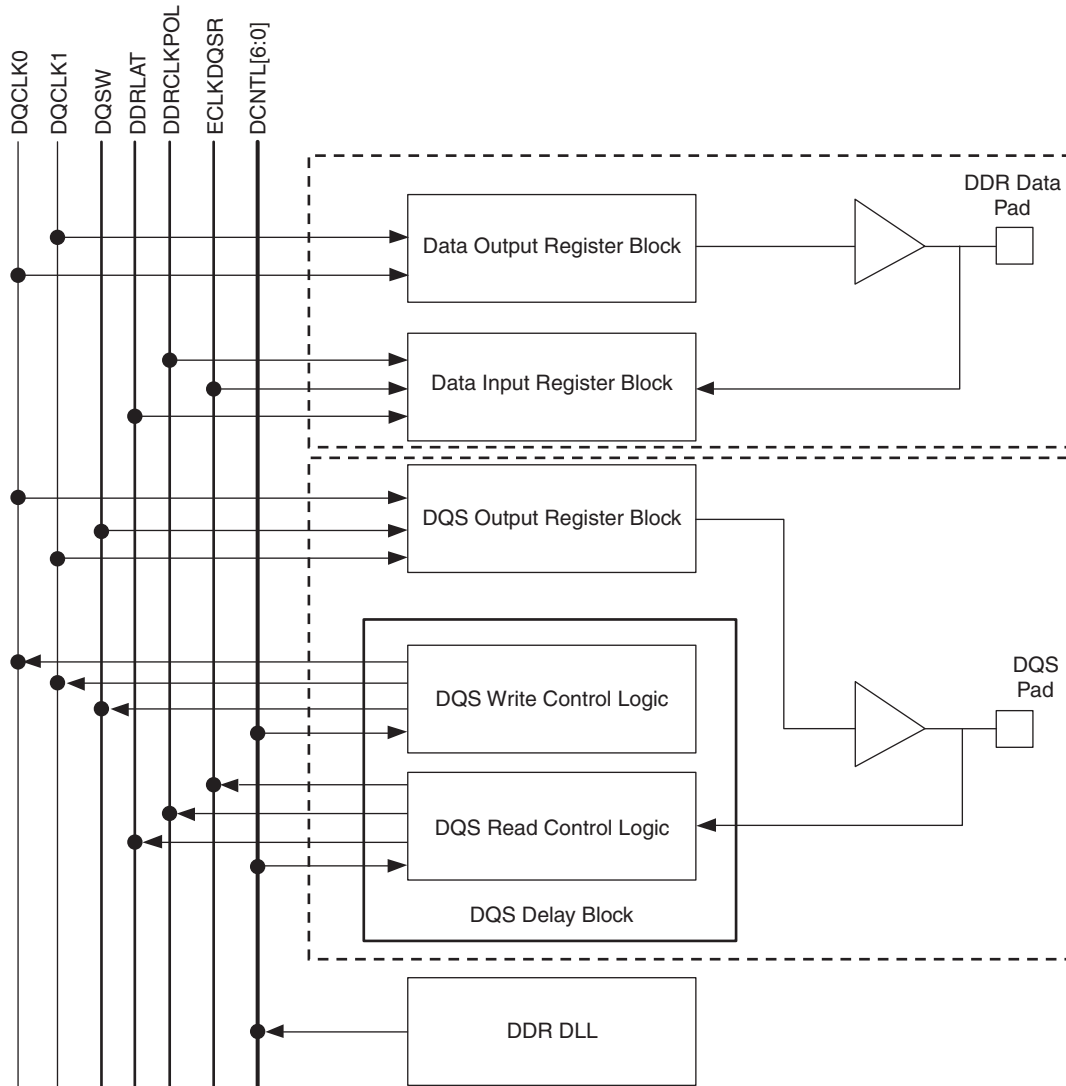 DQCLK0
DQCLK1
DQSW
DDRLAT
DDRCLKPOL
ECLKDQSR
DCNTL[6:0]
DDR Data
Pad
Data Output Register Block
Data Input Register Block
DQS Output Register Block
DQS Write Control Logic
DQS
Pad
DQS Read Control Logic
DQS Delay Block
DDR DLL